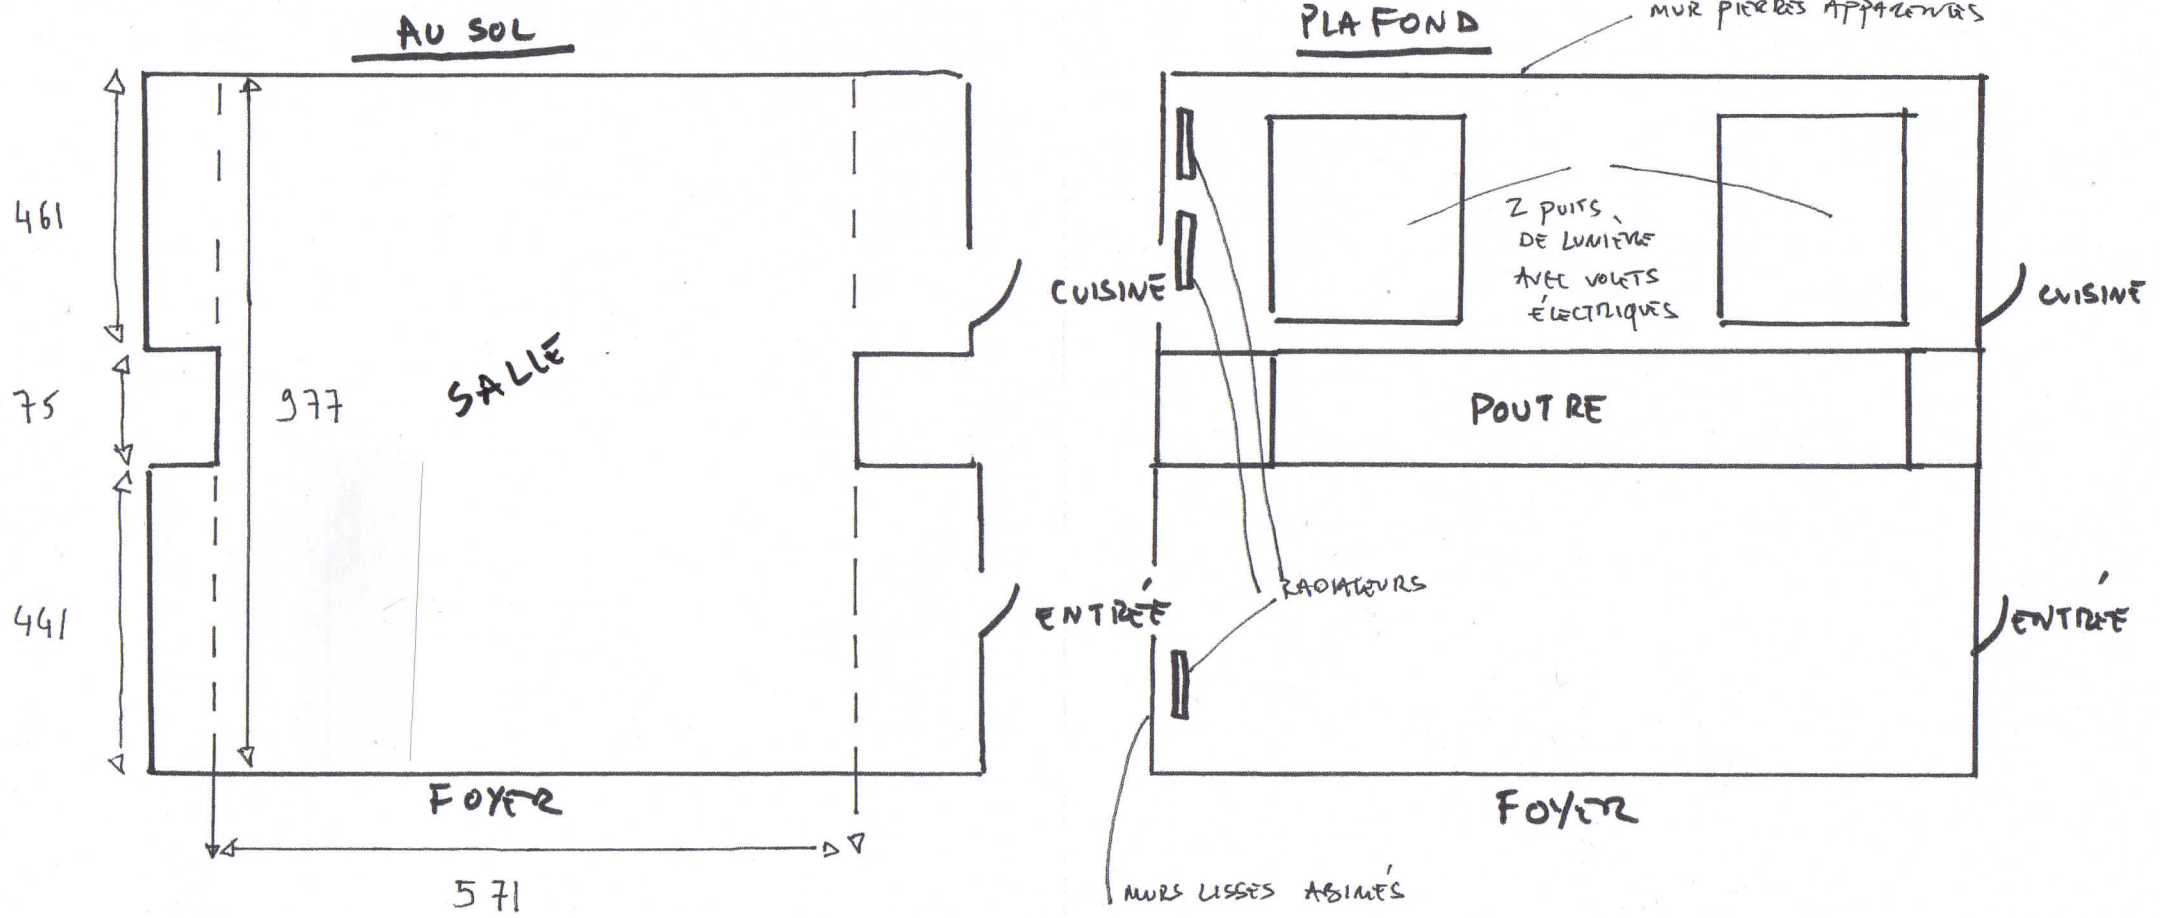 AU SOL
461
75
441
977
SALLE
CUISINE
ENTRÉE
FOYER
571
PLAFOND
MUR PIERRES APPARENTES
2 PUITS
DE LUMIÈRE
AVEC VOLETS
ÉLECTRIQUES
CUISINE
POUTRE
RADIATEURS
ENTRÉE
FOYER
MURS LISSES ABIMÉS